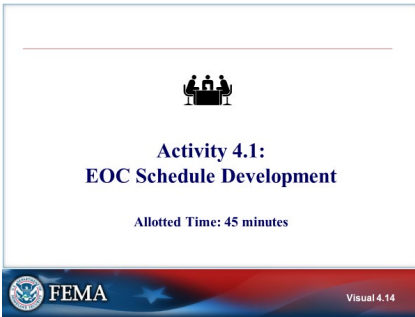 Activity 4.1:
EOC Schedule Development
Allotted Time: 45 minutes
FEMA
Visual 4.14